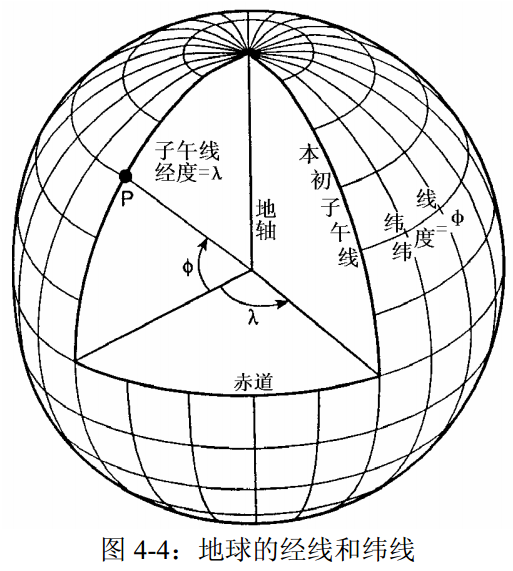 子午线
经度=λ
P
地轴
本初子午线
纬线
纬度=φ
φ
λ
赤道
图 4-4：地球的经线和纬线